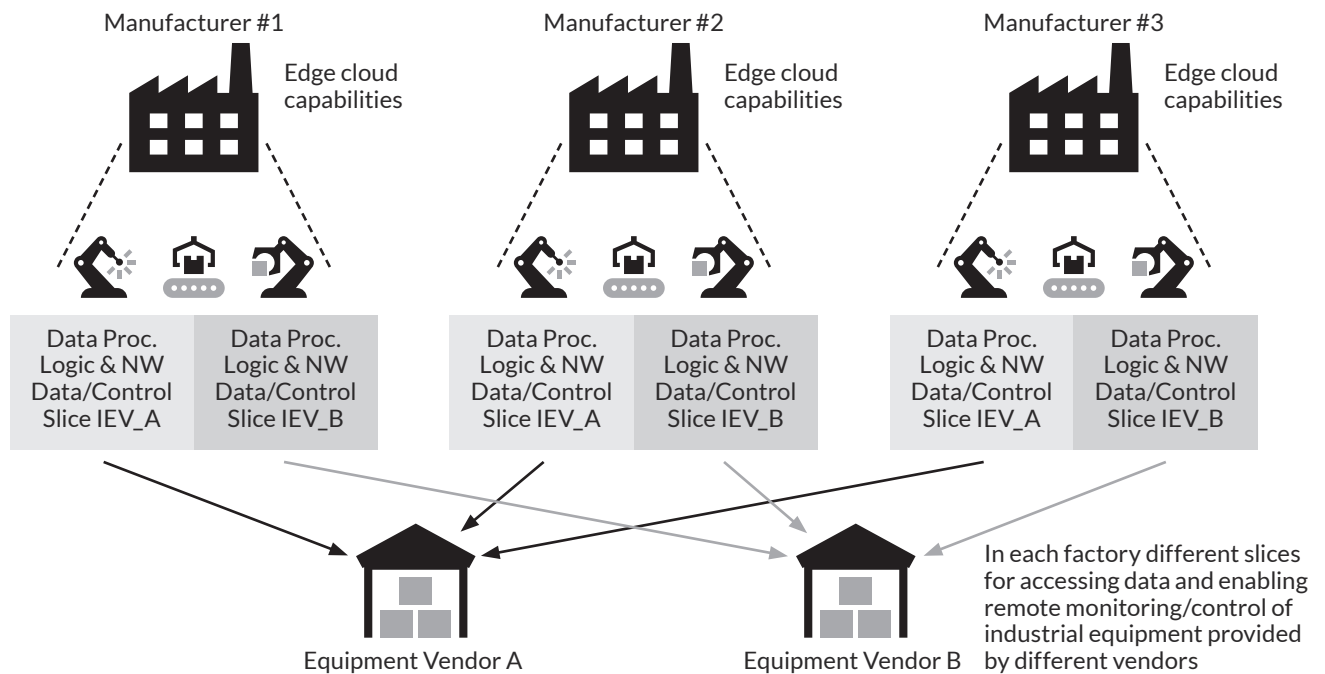 Manufacturer #1
Edge cloud
capabilities
Manufacturer #2
Edge cloud
capabilities
Manufacturer #3
Edge cloud
capabilities
Data Proc.
Logic & NW
Data/Control
Slice IEV_A
Data Proc.
Logic & NW
Data/Control
Slice IEV_B
Data Proc.
Logic & NW
Data/Control
Slice IEV_A
Data Proc.
Logic & NW
Data/Control
Slice IEV_B
Data Proc.
Logic & NW
Data/Control
Slice IEV_A
Data Proc.
Logic & NW
Data/Control
Slice IEV_B
Equipment Vendor A
Equipment Vendor B
In each factory different slices
for accessing data and enabling
remote monitoring/control of
industrial equipment provided
by different vendors